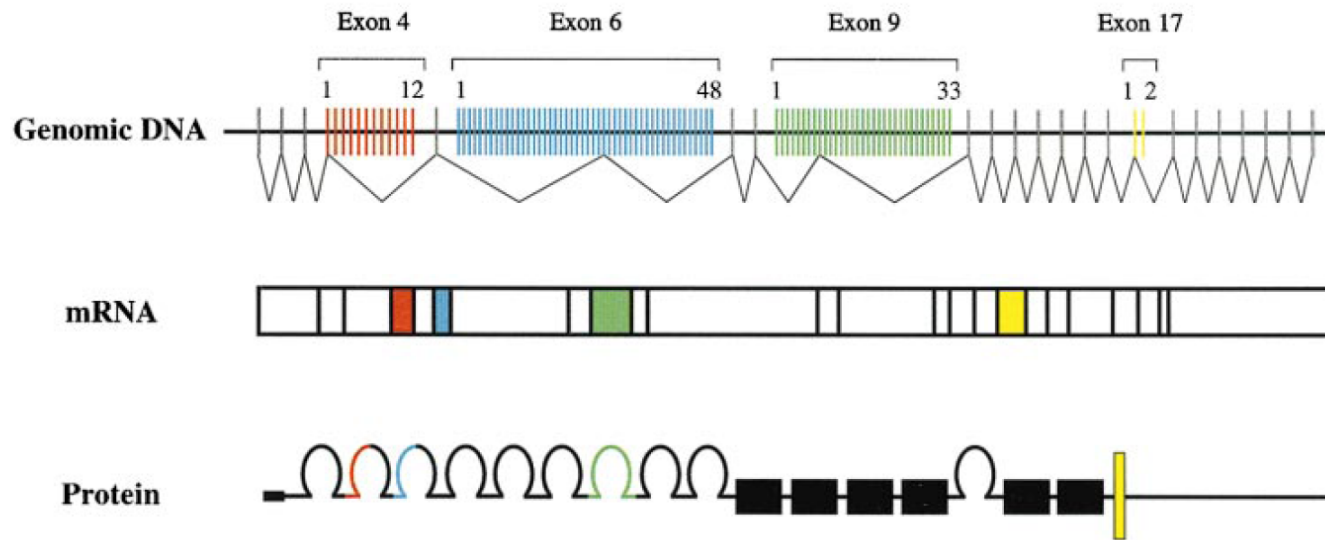 Exon 4 Exon 6 Exon 9 Exon 17
1 12 1 48 1 33 1 2
Genomic DNA
mRNA
Protein